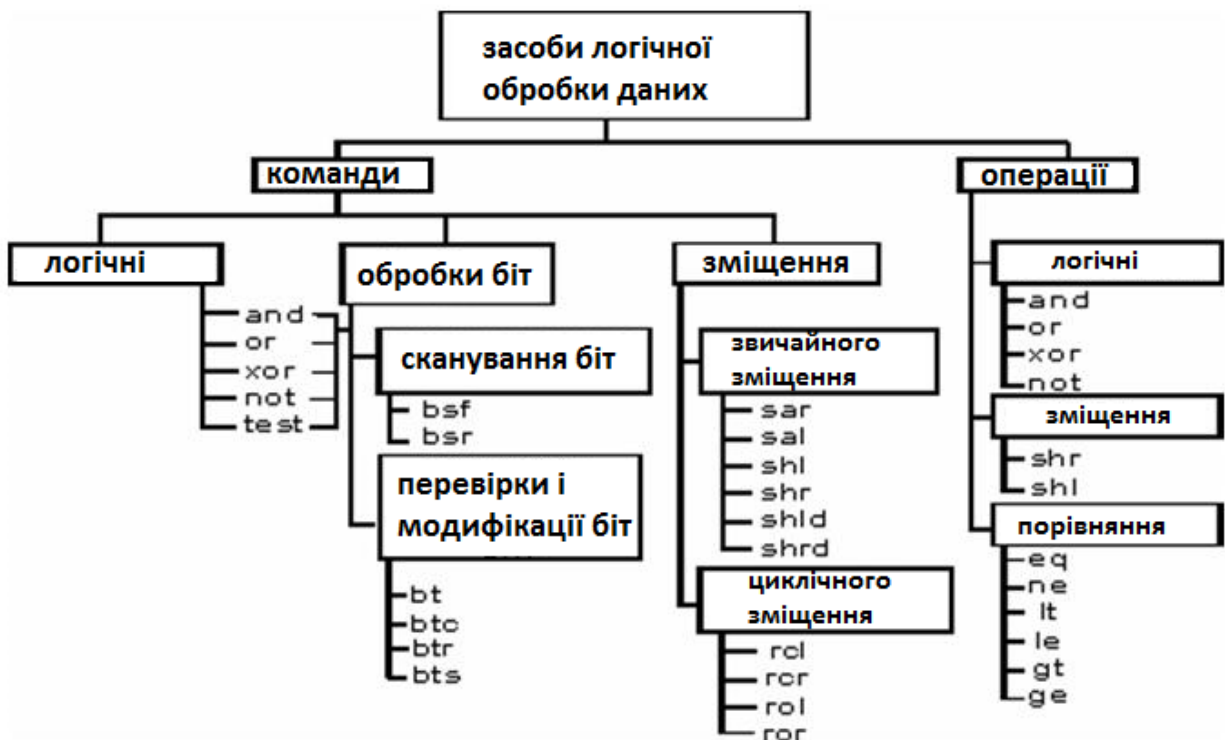 засоби логічної
обробки даних
команди
операції
логічні
and
or
xor
not
test
обробки біт
сканування біт
bsf
bsr
перевірки і
модифікації біт
bt
btc
btr
bts
зміщення
звичайного
зміщення
sar
sal
shl
shr
shld
shrd
циклічного
зміщення
rcl
rcr
rol
ror
логічні
and
or
xor
not
зміщення
shr
shl
порівняння
eq
ne
lt
le
gt
ge